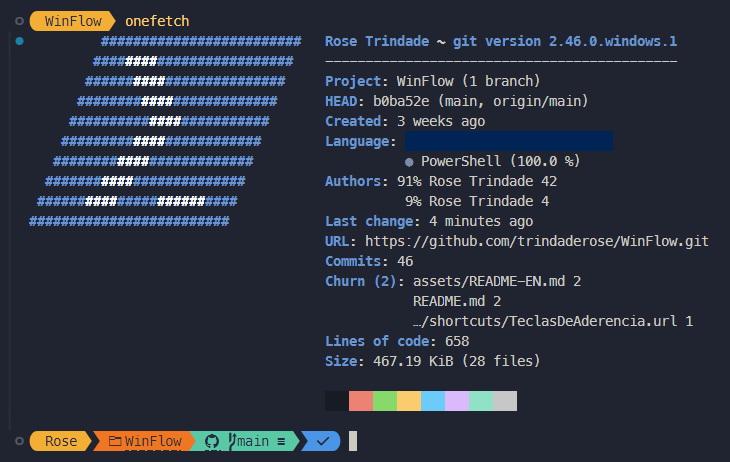 WinFlow onefetch
#########################
####################
################## ####
Rose Trindade ~ git version 2.46.0.windows.1
--------------------------------------------
Project: WinFlow (1 branch)
HEAD: b0ba52e (main, origin/main)
Created: 3 weeks ago
Language:
● PowerShell (100.0 %)
Authors: 91% Rose Trindade 42
9% Rose Trindade 4
Last change: 4 minutes ago
URL: https://github.com/trindaderose/WinFlow.git
Commits: 46
Churn (2): assets/README-EN.md 2
README.md 2
…/shortcuts/TeclasDeAderencia.url 1
Lines of code: 658
Size: 467.19 KiB (28 files)
Rose WinFlow main ≡ ✓